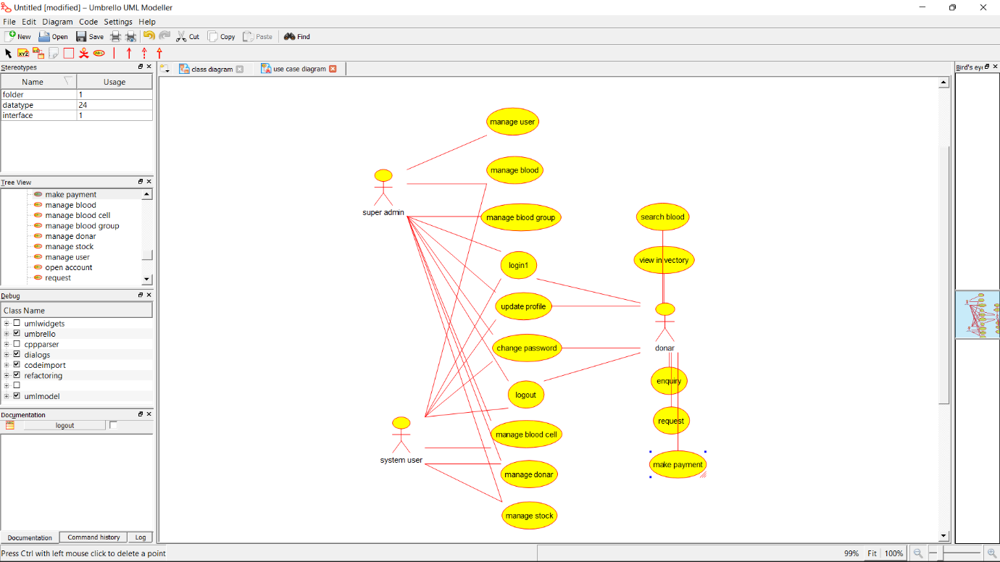 Untitled [modified] – Umbrello UML Modeller
File Edit Diagram Code Settings Help
New Open Save Cut Copy Paste Find
XYZ ABC
Stereotypes
Name Usage
folder 1
datatype 24
interface 1
Tree View
make payment
manage blood
manage blood cell
manage blood group
manage donar
manage stock
manage user
open account
request
Debug
Class Name
umlwidgets
umbrello
cppparser
dialogs
codeimport
refactoring
umlmodel
Documentation
logout
Documentation Command history Log
class diagram use case diagram
manage user
manage blood
super admin
manage blood group
search blood
login1
view in vectory
update profile
change password
donar
logout
enquiry
request
system user
manage blood cell
make payment
manage donar
manage stock
Bird's ey
Press Ctrl with left mouse click to delete a point
99% Fit 100%